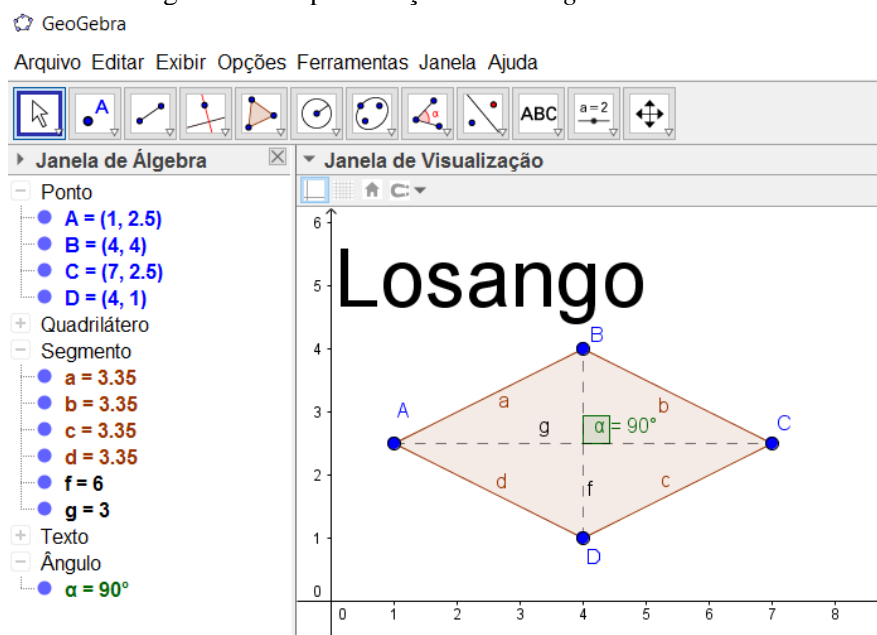 GeoGebra
Arquivo Editar Exibir Opções Ferramentas Janela Ajuda
A
α
ABC
a=2
Janela de Álgebra
Janela de Visualização
Ponto
A = (1, 2.5)
B = (4, 4)
C = (7, 2.5)
D = (4, 1)
Quadrilátero
Segmento
a = 3.35
b = 3.35
c = 3.35
d = 3.35
f = 6
g = 3
Texto
Ângulo
α = 90°
Losango
6
5
4
3
2
1
0
B
A
a
b
C
g
α = 90°
d
f
c
D
0 1 2 3 4 5 6 7 8